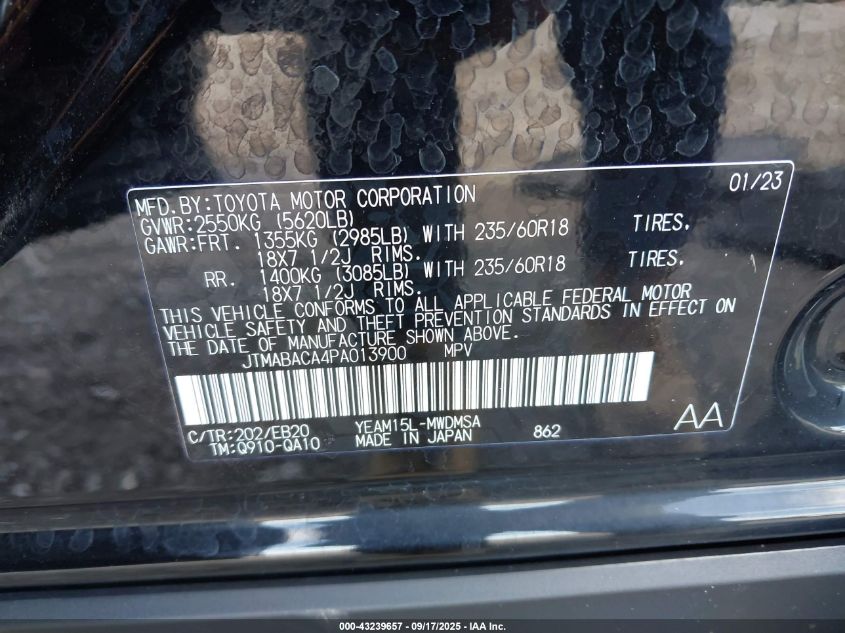 01/23
MFD.BY:TOYOTA MOTOR CORPORATION
GVWR:2550KG (5620LB)
GAWR:FRT. 1355KG (2985LB) WITH 235/60R18 TIRES.
18X7 1/2J RIMS.
RR. 1400KG (3085LB) WITH 235/60R18 TIRES.
18X7 1/2J RIMS.
THIS VEHICLE CONFORMS TO ALL APPLICABLE FEDERAL MOTOR
VEHICLE SAFETY AND THEFT PREVENTION STANDARDS IN EFFECT ON
THE DATE OF MANUFACTURE SHOWN ABOVE.
JTMABACA4PA013900 MPV
C/TR:202/EB20 YEAM15L-MWDMSA AA
TM:Q910-QA10 MADE IN JAPAN 862
000-43239657 - 09/17/2025 - IAA Inc.